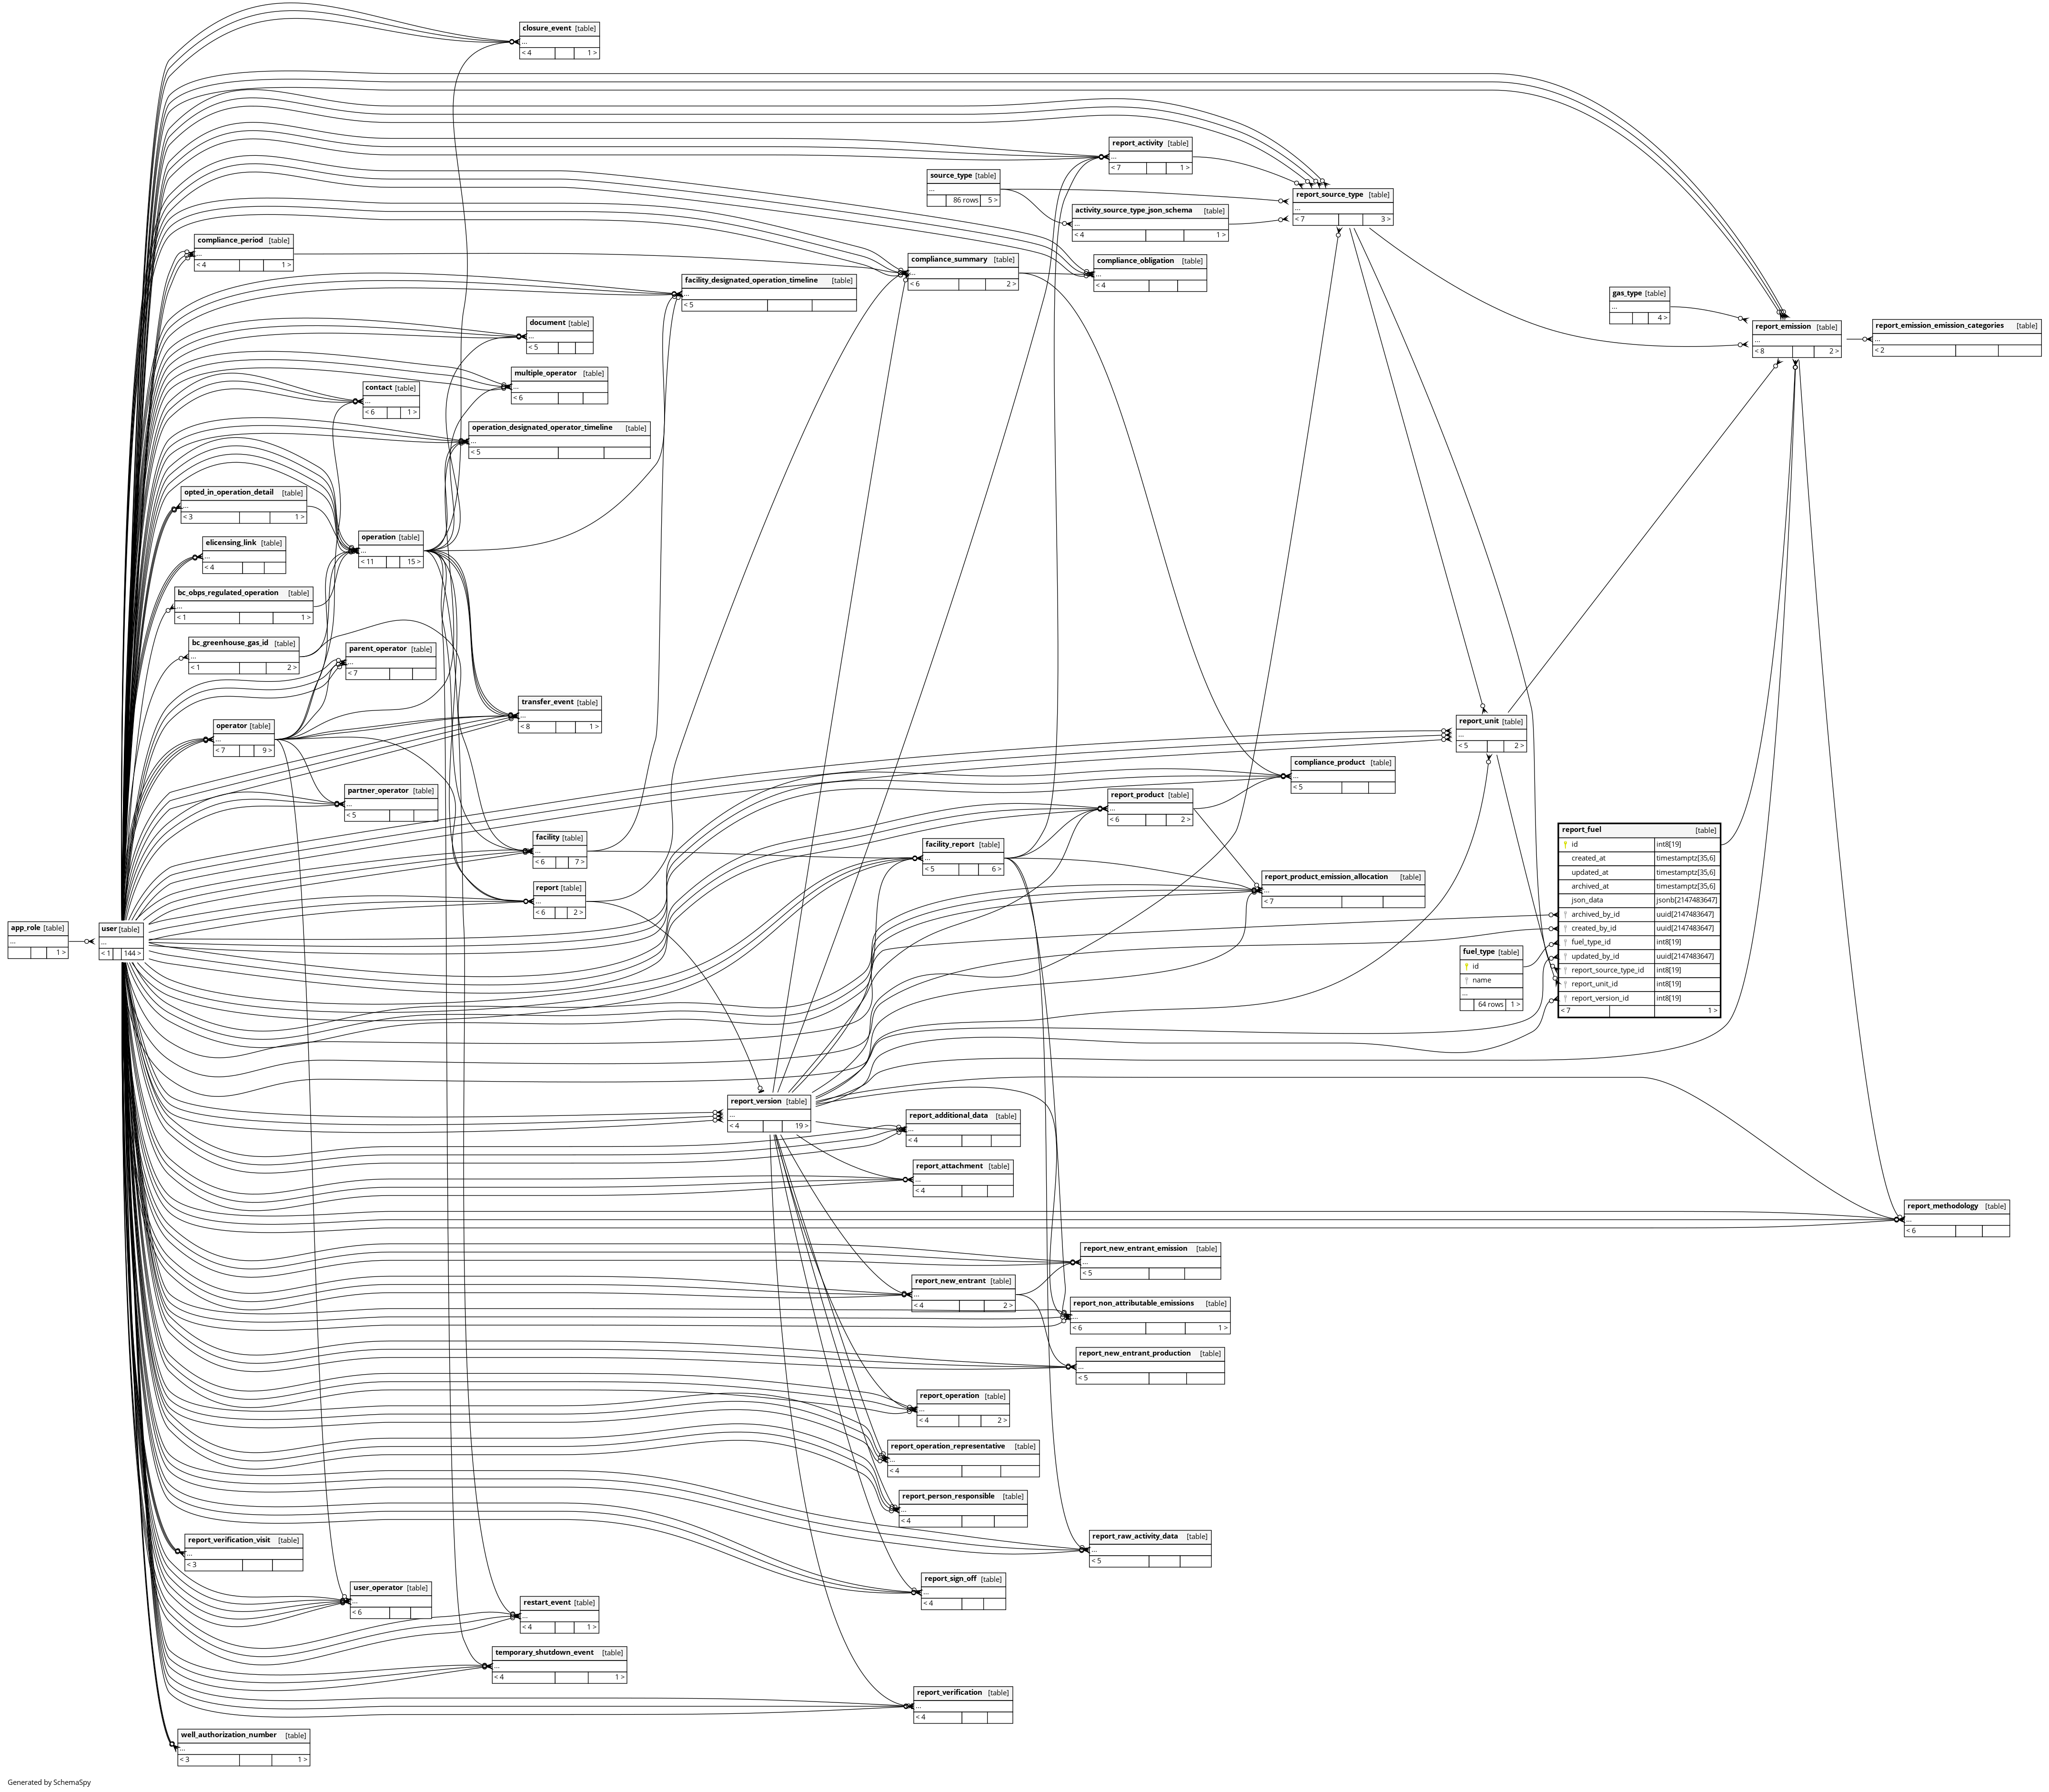 closure_event [table]
...
< 4 1 >
report_activity [table]
...
< 7 1 >
source_type [table]
...
86 rows 5 >
report_source_type [table]
...
< 7 3 >
activity_source_type_json_schema [table]
...
< 4 1 >
compliance_period [table]
...
< 4 1 >
compliance_summary [table]
...
< 6 2 >
compliance_obligation [table]
...
< 4
facility_designated_operation_timeline [table]
...
< 5
gas_type [table]
...
4 >
document [table]
...
< 5
report_emission [table]
...
< 8 2 >
report_emission_emission_categories [table]
...
< 2
multiple_operator [table]
...
< 6
contact [table]
...
< 6 1 >
operation_designated_operator_timeline [table]
...
< 5
opted_in_operation_detail [table]
...
< 3 1 >
operation [table]
...
< 11 15 >
elicensing_link [table]
...
< 4
bc_obps_regulated_operation [table]
...
< 1 1 >
bc_greenhouse_gas_id [table]
...
< 1 2 >
parent_operator [table]
...
< 7
transfer_event [table]
...
< 8 1 >
operator [table]
...
< 7 9 >
report_unit [table]
...
< 5 2 >
compliance_product [table]
...
< 5
partner_operator [table]
...
< 5
report_product [table]
...
< 6 2 >
facility [table]
...
< 6 7 >
facility_report [table]
...
< 5 6 >
report_fuel [table]
id int8[19]
created_at timestamptz[35,6]
updated_at timestamptz[35,6]
archived_at timestamptz[35,6]
json_data jsonb[2147483647]
archived_by_id uuid[2147483647]
created_by_id uuid[2147483647]
fuel_type_id int8[19]
updated_by_id uuid[2147483647]
report_source_type_id int8[19]
report_unit_id int8[19]
report_version_id int8[19]
< 7 1 >
report_product_emission_allocation [table]
...
< 7
report [table]
...
< 6 2 >
app_role [table]
...
1 >
user [table]
...
< 1 144 >
fuel_type [table]
id
name
...
64 rows 1 >
report_version [table]
...
< 4 19 >
report_additional_data [table]
...
< 4
report_attachment [table]
...
< 4
report_methodology [table]
...
< 6
report_new_entrant_emission [table]
...
< 5
report_new_entrant [table]
...
< 4 2 >
report_non_attributable_emissions [table]
...
< 6 1 >
report_new_entrant_production [table]
...
< 5
report_operation [table]
...
< 4 2 >
report_operation_representative [table]
...
< 4
report_person_responsible [table]
...
< 4
report_raw_activity_data [table]
...
< 5
report_verification_visit [table]
...
< 3
report_sign_off [table]
...
< 4
user_operator [table]
...
< 6
restart_event [table]
...
< 4 1 >
temporary_shutdown_event [table]
...
< 4 1 >
report_verification [table]
...
< 4
well_authorization_number [table]
...
< 3 1 >
Generated by SchemaSpy